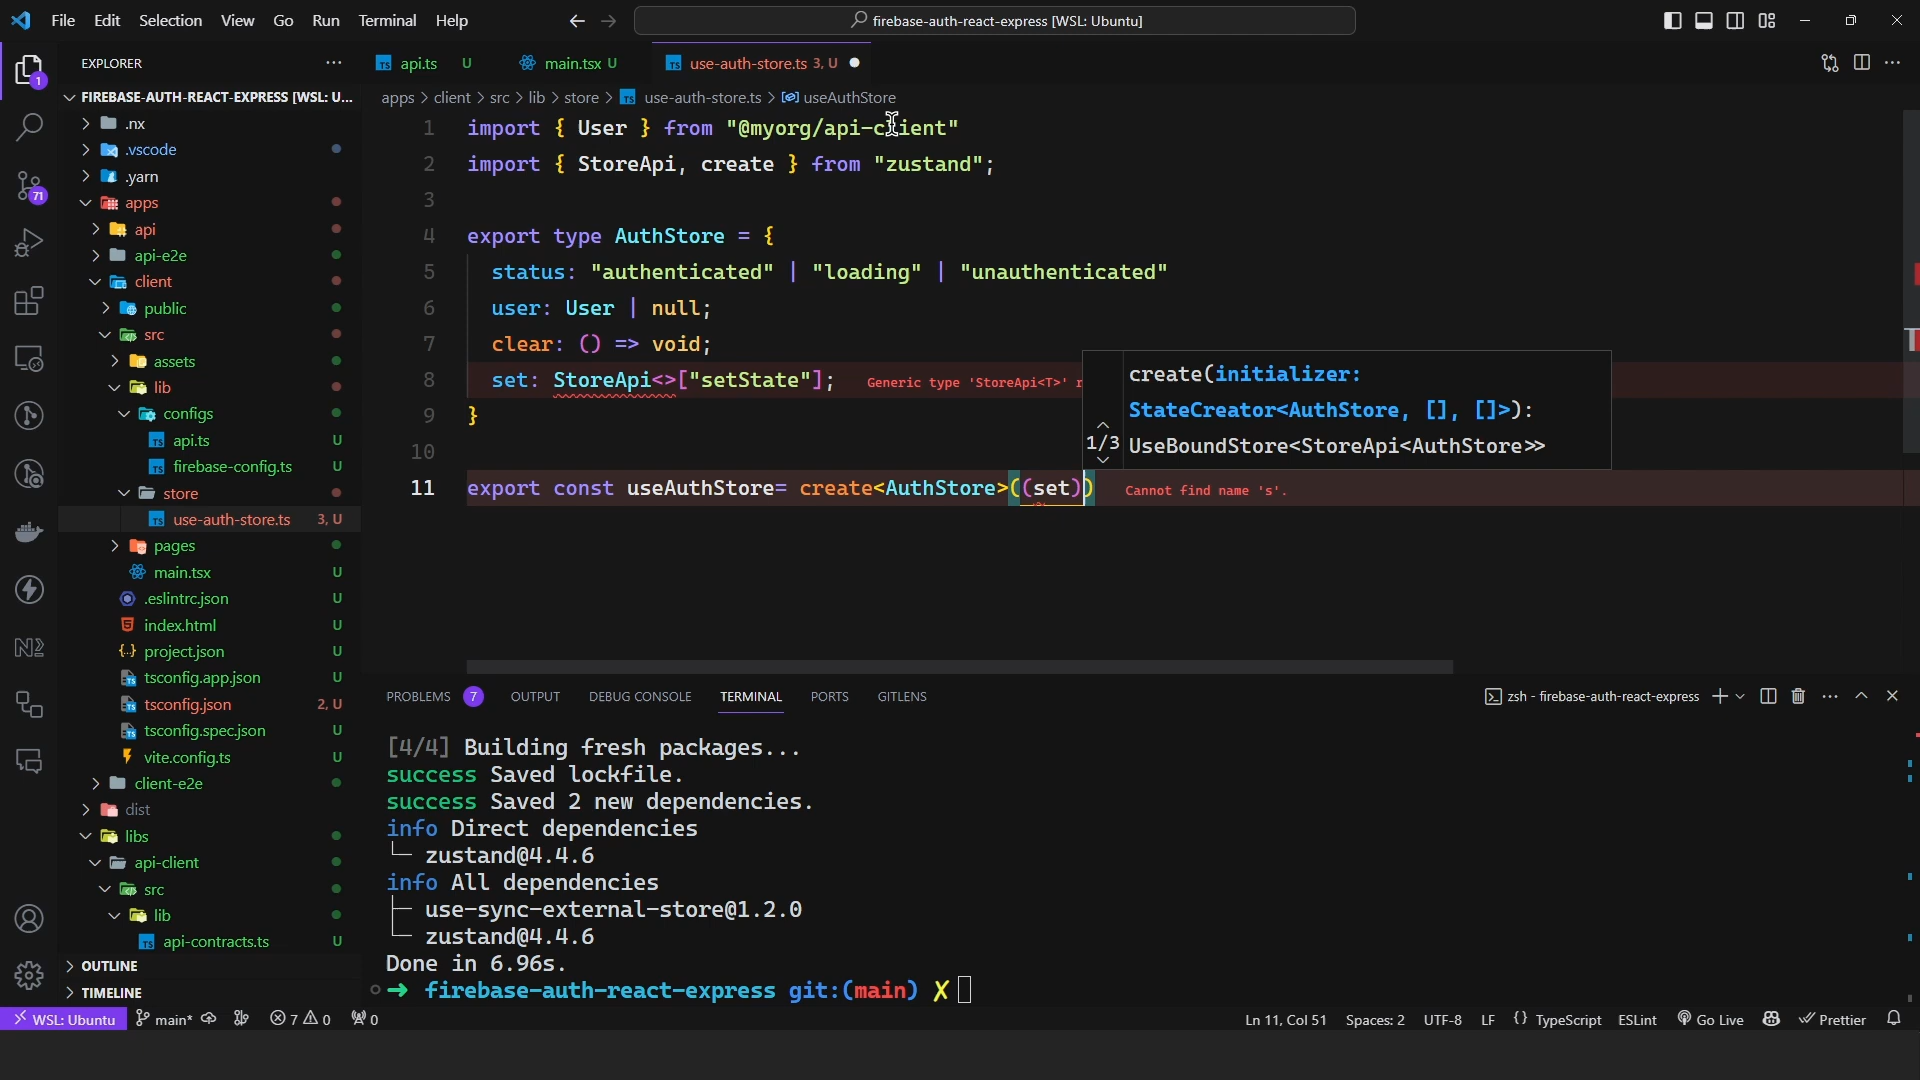 File Edit Selection View Go Run Terminal Help
firebase-auth-react-express [WSL: Ubuntu]
EXPLORER
api.ts U
main.tsx U
use-auth-store.ts 3, U
FIREBASE-AUTH-REACT-EXPRESS [WSL: U...
apps > client > src > lib > store > TS use-auth-store.ts > useAuthStore
.nx
.vscode
.yarn
apps
api
api-e2e
client
public
src
assets
lib
configs
api.ts U
firebase-config.ts U
store
use-auth-store.ts 3, U
pages
main.tsx U
.eslintrc.json U
index.html U
project.json U
tsconfig.app.json U
tsconfig.json 2, U
tsconfig.spec.json U
vite.config.ts U
client-e2e
dist
libs
api-client
src
lib
api-contracts.ts U
OUTLINE
TIMELINE
1
71
1 import { User } from "@myorg/api-client"
2 import { StoreApi, create } from "zustand";
3
4 export type AuthStore = {
5 status: "authenticated" | "loading" | "unauthenticated"
6 user: User | null;
7 clear: () => void;
8 set: StoreApi<>["setState"]; Generic type 'StoreApi<T>' r
9 }
10
11 export const useAuthStore= create<AuthStore>((set)) Cannot find name 's'.
create(initializer:
StateCreator<AuthStore, [], []>):
1/3 UseBoundStore<StoreApi<AuthStore>>
PROBLEMS 7 OUTPUT DEBUG CONSOLE TERMINAL PORTS GITLENS
zsh - firebase-auth-react-express
[4/4] Building fresh packages...
success Saved lockfile.
success Saved 2 new dependencies.
info Direct dependencies
└─ zustand@4.4.6
info All dependencies
├─ use-sync-external-store@1.2.0
└─ zustand@4.4.6
Done in 6.96s.
➜ firebase-auth-react-express git:(main) ✗
WSL: Ubuntu main* 7 0 0
Ln 11, Col 51 Spaces: 2 UTF-8 LF {} TypeScript ESLint Go Live Prettier